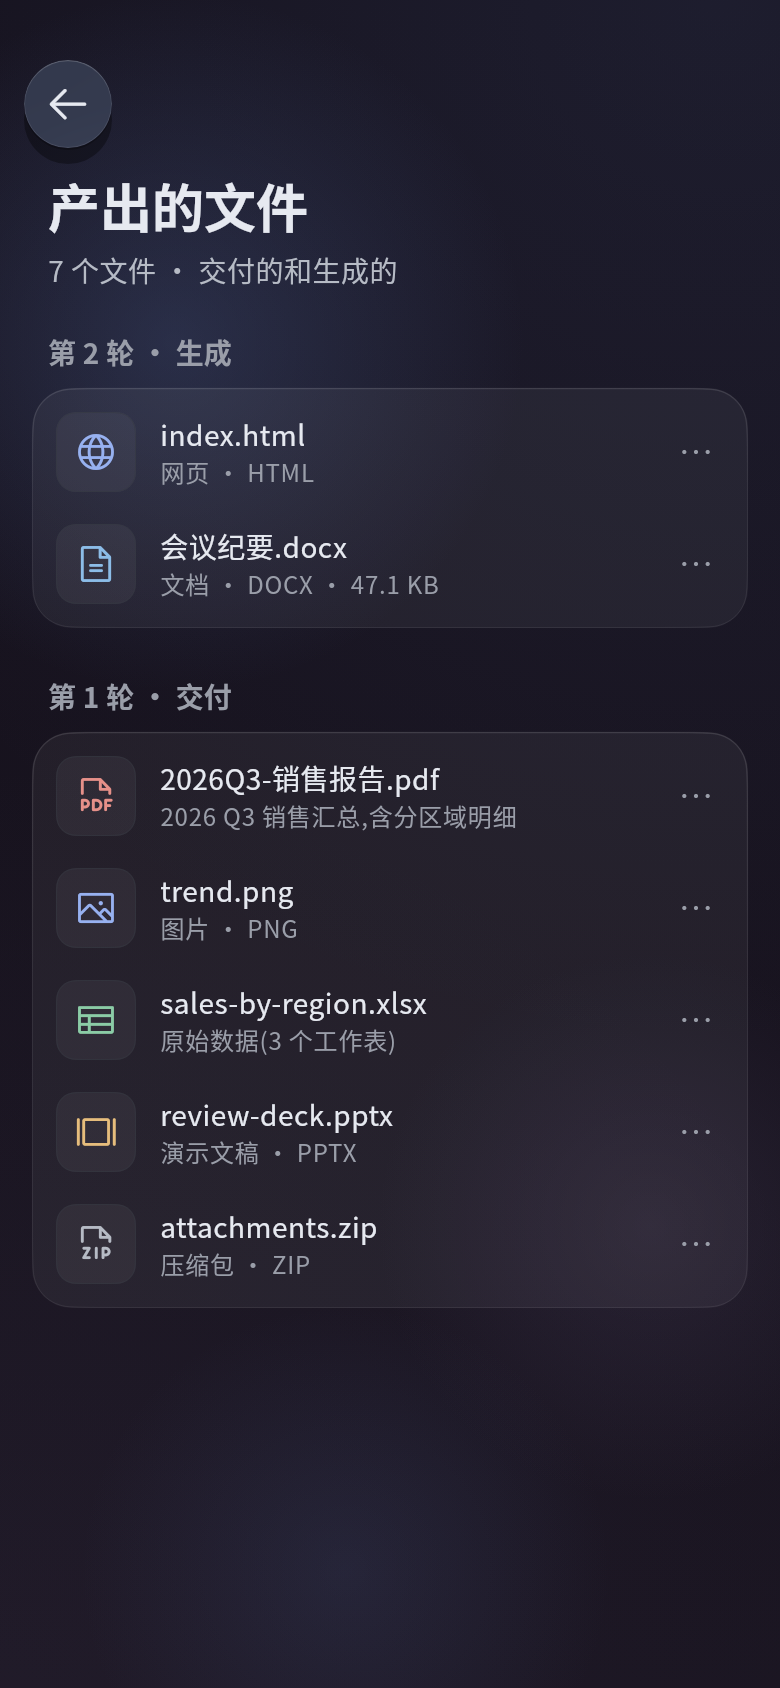 产出的文件
7 个文件 · 交付的和生成的
第 2 轮 · 生成
index.html
网页 · HTML
会议纪要.docx
文档 · DOCX · 47.1 KB
第 1 轮 · 交付
2026Q3-销售报告.pdf
PDF
2026 Q3 销售汇总,含分区域明细
trend.png
图片 · PNG
sales-by-region.xlsx
原始数据(3 个工作表)
review-deck.pptx
演示文稿 · PPTX
attachments.zip
ZIP
压缩包 · ZIP